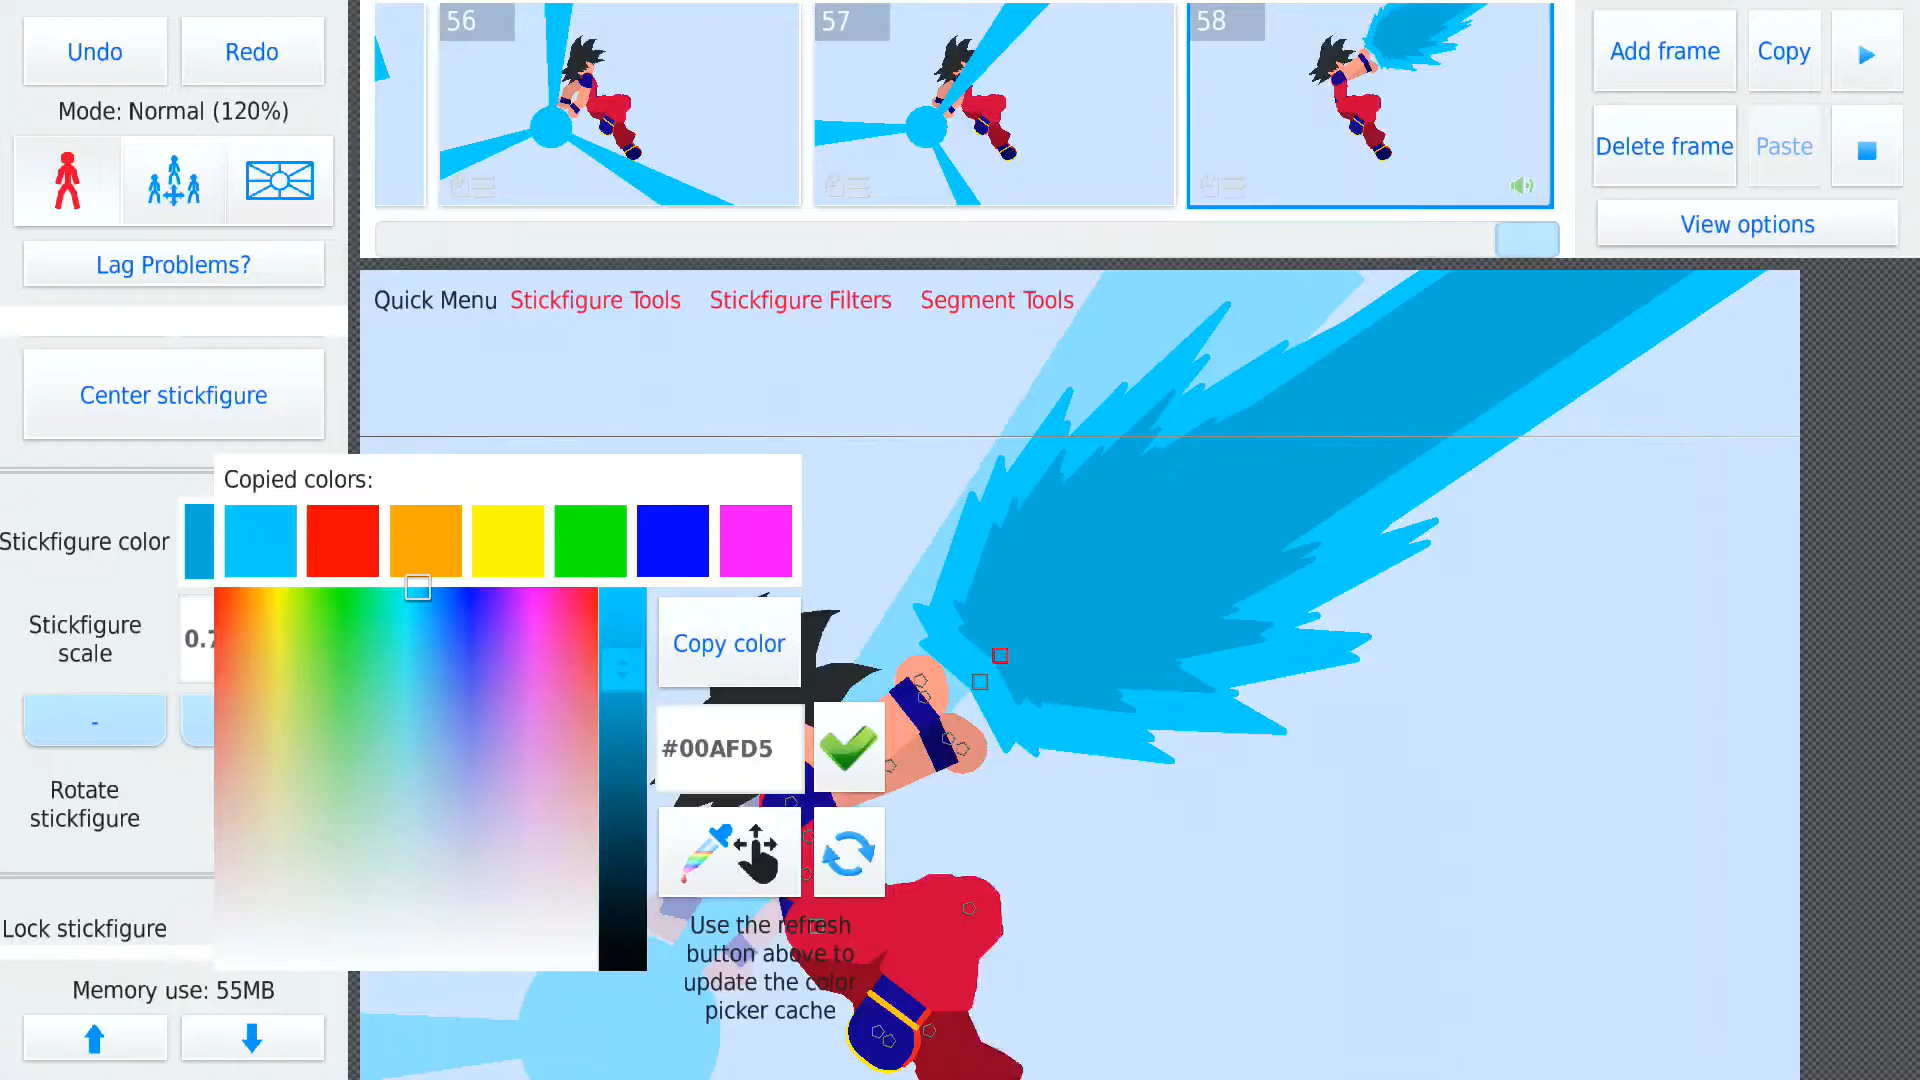 Undo
Redo
Mode: Normal (120%)
Lag Problems?
Center stickfigure
56
57
58
Add frame
Copy
Delete frame
Paste
View options
Quick Menu
Stickfigure Tools
Stickfigure Filters
Segment Tools
Copied colors:
Stickfigure color
Stickfigure
scale
0.7
-
Rotate
stickfigure
Copy color
#00AFD5
Use the refresh
button above to
update the color
picker cache
Lock stickfigure
Memory use: 55MB